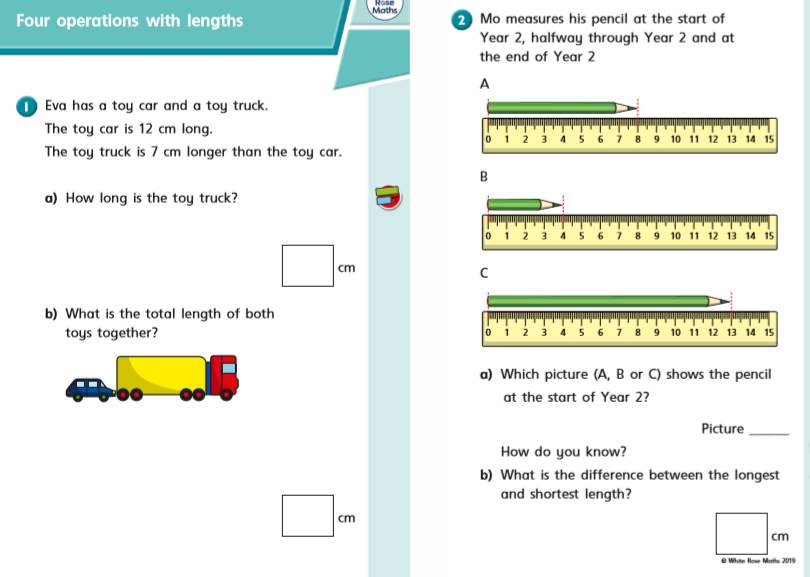 Four operations with lengths
Rose
Maths
1 Eva has a toy car and a toy truck.
The toy car is 12 cm long.
The toy truck is 7 cm longer than the toy car.
a) How long is the toy truck?
cm
b) What is the total length of both
toys together?
cm
2 Mo measures his pencil at the start of
Year 2, halfway through Year 2 and at
the end of Year 2
A
0 1 2 3 4 5 6 7 8 9 10 11 12 13 14 15
B
0 1 2 3 4 5 6 7 8 9 10 11 12 13 14 15
C
0 1 2 3 4 5 6 7 8 9 10 11 12 13 14 15
a) Which picture (A, B or C) shows the pencil
at the start of Year 2?
Picture ______
How do you know?
b) What is the difference between the longest
and shortest length?
cm
© White Rose Maths 2019